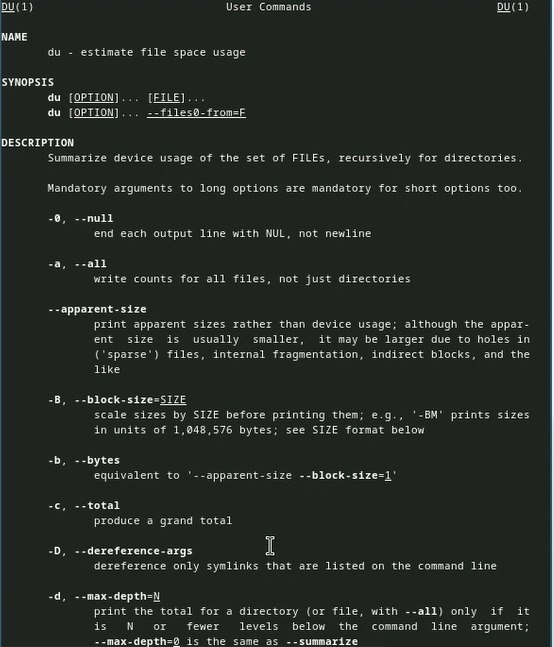 DU(1) User Commands DU(1)
NAME
du - estimate file space usage
SYNOPSIS
du [OPTION]... [FILE]...
du [OPTION]... --files0-from=F
DESCRIPTION
Summarize device usage of the set of FILEs, recursively for directories.
Mandatory arguments to long options are mandatory for short options too.
-0, --null
end each output line with NUL, not newline
-a, --all
write counts for all files, not just directories
--apparent-size
print apparent sizes rather than device usage; although the appar-
ent size is usually smaller, it may be larger due to holes in
('sparse') files, internal fragmentation, indirect blocks, and the
like
-B, --block-size=SIZE
scale sizes by SIZE before printing them; e.g., '-BM' prints sizes
in units of 1,048,576 bytes; see SIZE format below
-b, --bytes
equivalent to '--apparent-size --block-size=1'
-c, --total
produce a grand total
-D, --dereference-args
dereference only symlinks that are listed on the command line
-d, --max-depth=N
print the total for a directory (or file, with --all) only if it
is N or fewer levels below the command line argument;
--max-depth=0 is the same as --summarize